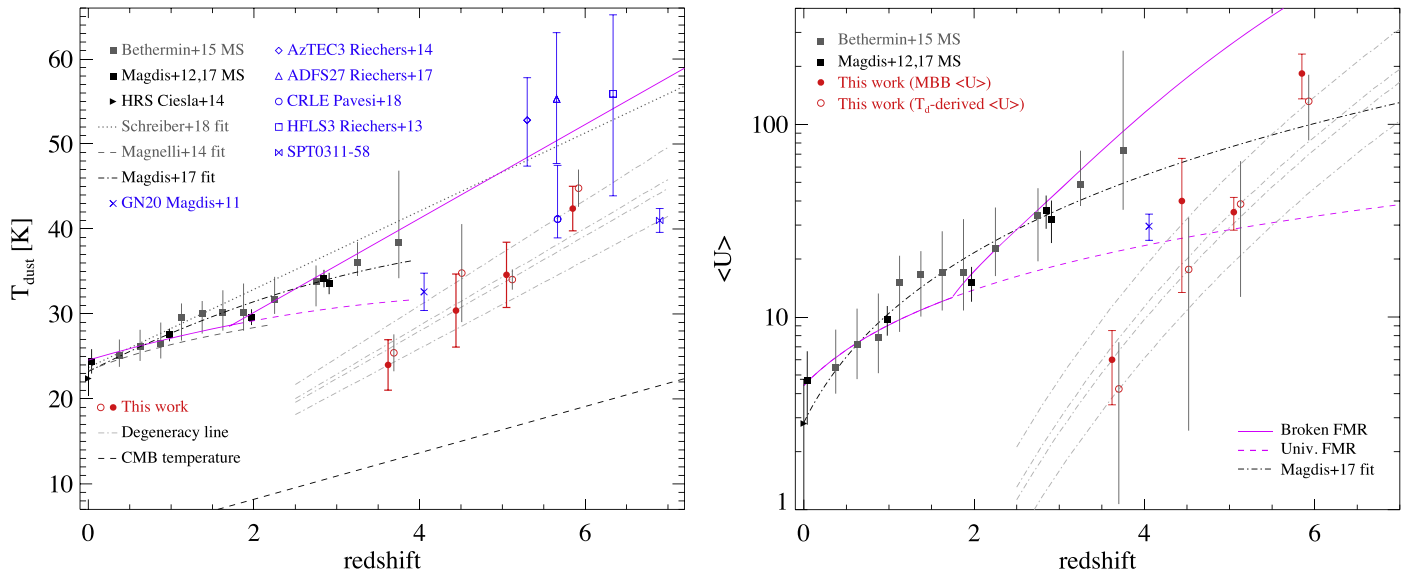 T_dust [K]
60
50
40
30
20
10
0
2
4
6
redshift
Bethermin+15 MS
Magdis+12,17 MS
HRS Ciesla+14
Schreiber+18 fit
Magnelli+14 fit
Magdis+17 fit
GN20 Magdis+11
AzTEC3 Riechers+14
ADFS27 Riechers+17
CRLE Pavesi+18
HFLS3 Riechers+13
SPT0311-58
This work
Degeneracy line
CMB temperature
<U>
100
10
1
0
2
4
6
redshift
Bethermin+15 MS
Magdis+12,17 MS
This work (MBB <U>)
This work (T_d-derived <U>)
Broken FMR
Univ. FMR
Magdis+17 fit